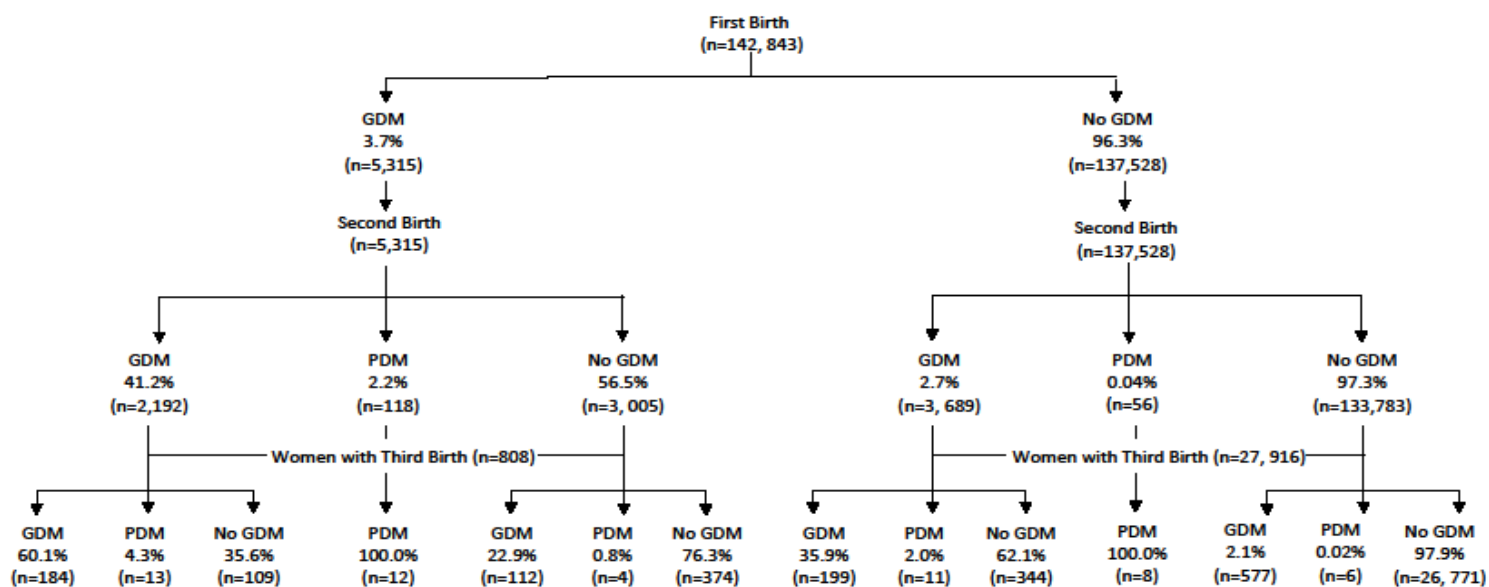 First Birth
(n=142, 843)
GDM
3.7%
(n=5,315)
No GDM
96.3%
(n=137,528)
Second Birth
(n=5,315)
Second Birth
(n=137,528)
GDM
41.2%
(n=2,192)
PDM
2.2%
(n=118)
No GDM
56.5%
(n=3, 005)
GDM
2.7%
(n=3, 689)
PDM
0.04%
(n=56)
No GDM
97.3%
(n=133,783)
Women with Third Birth (n=808)
Women with Third Birth (n=27, 916)
GDM
60.1%
(n=184)
PDM
4.3%
(n=13)
No GDM
35.6%
(n=109)
PDM
100.0%
(n=12)
GDM
22.9%
(n=112)
PDM
0.8%
(n=4)
No GDM
76.3%
(n=374)
GDM
35.9%
(n=199)
PDM
2.0%
(n=11)
No GDM
62.1%
(n=344)
PDM
100.0%
(n=8)
GDM
2.1%
(n=577)
PDM
0.02%
(n=6)
No GDM
97.9%
(n=26, 771)